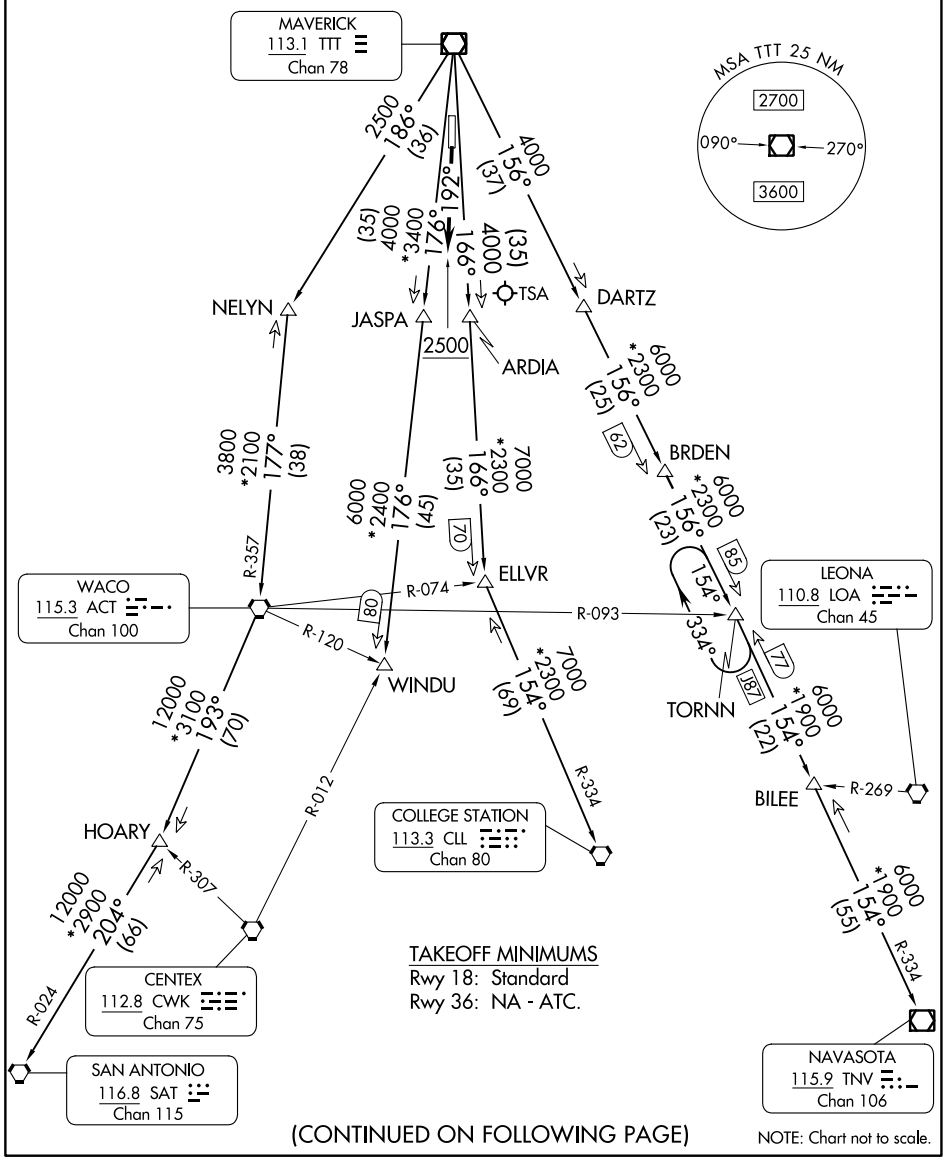 MAVERICK
113.1 TTT
Chan 78
MSA TTT 25 NM
2700
090°
270°
3600
2500
186°
(36)
(35)
4000
*3400
176°
192°
166°
4000
(35)
4000
156°
(37)
TSA
NELYN
JASPA
2500
ARDIA
DARTZ
6000
*2300
156°
(25)
62
BRDEN
3800
*2100
177°
(38)
6000
*2400
176°
(45)
7000
*2300
166°
(35)
70
6000
*2300
156°
(23)
85
R-357
WACO
115.3 ACT
Chan 100
R-074
ELLVR
R-093
80
R-120
WINDU
154°
334°
J87
77
TORNN
LEONA
110.8 LOA
Chan 45
12000
*3100
193°
(70)
7000
*2300
154°
(69)
6000
*1900
154°
(22)
R-012
R-334
BILEE
R-269
HOARY
R-307
COLLEGE STATION
113.3 CLL
Chan 80
12000
*2900
204°
(66)
R-024
6000
*1900
154°
(55)
R-334
CENTEX
112.8 CWK
Chan 75
TAKEOFF MINIMUMS
Rwy 18: Standard
Rwy 36: NA - ATC.
SAN ANTONIO
116.8 SAT
Chan 115
NAVASOTA
115.9 TNV
Chan 106
(CONTINUED ON FOLLOWING PAGE)
NOTE: Chart not to scale.